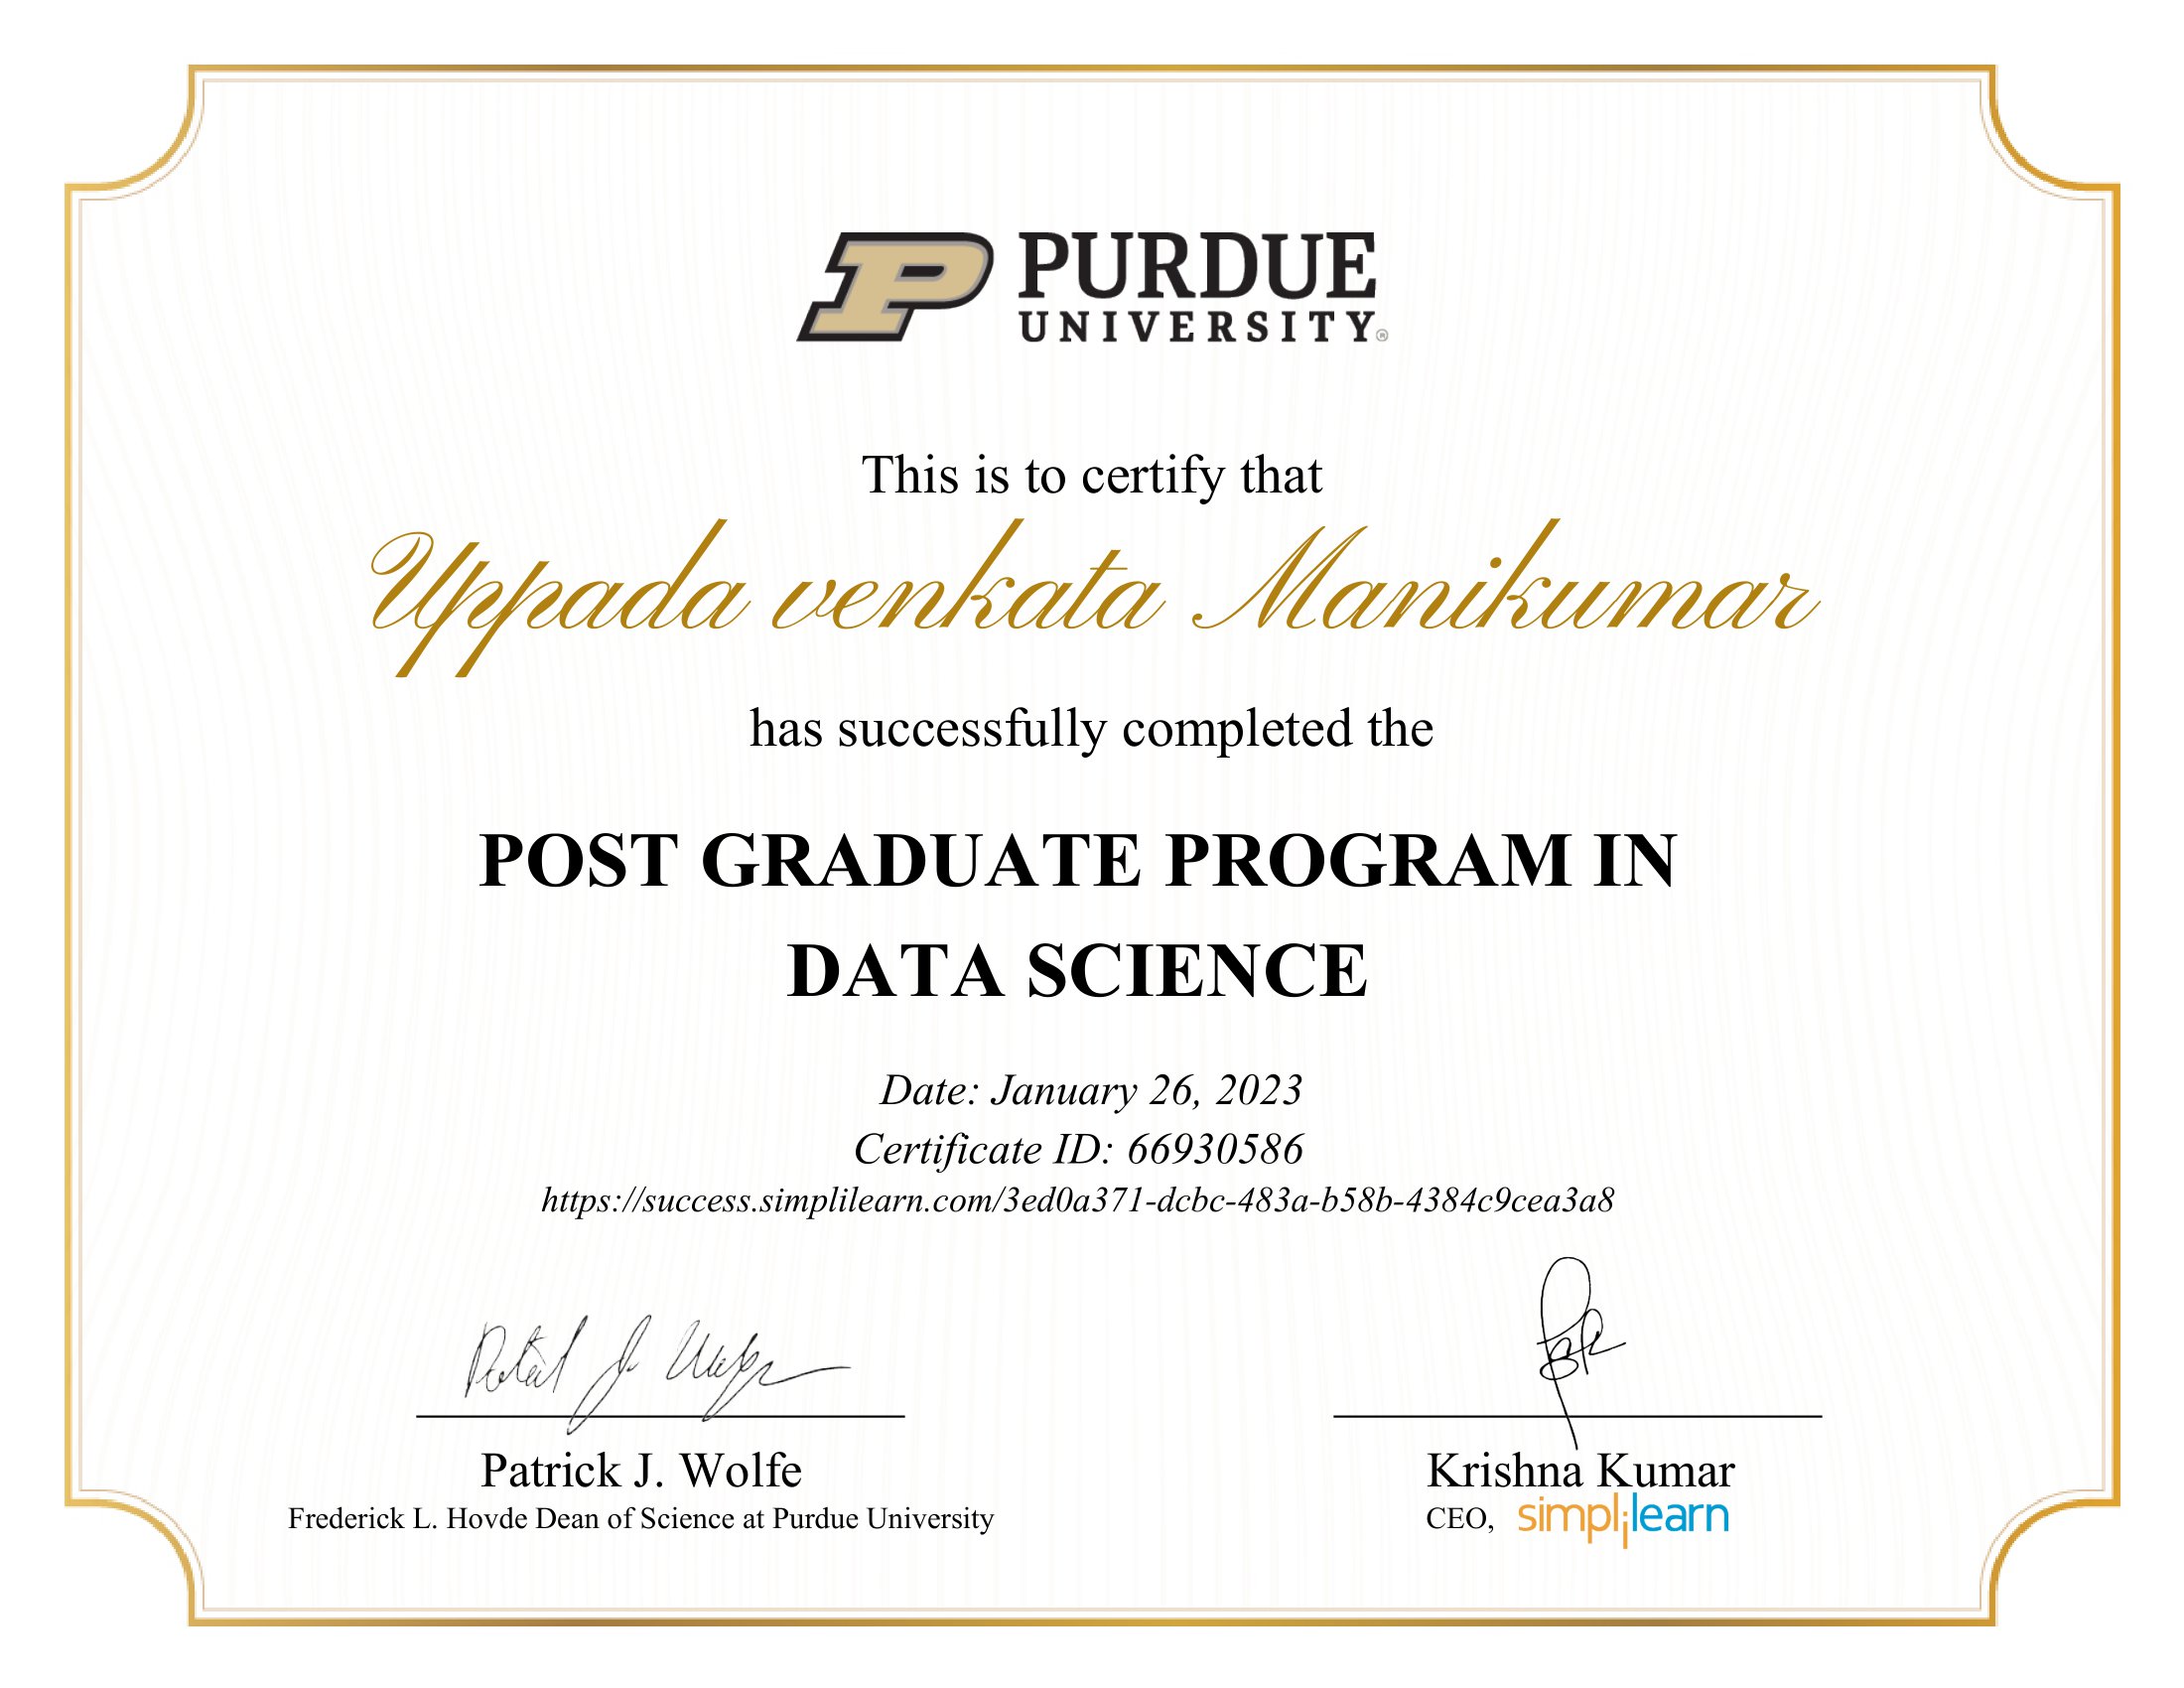 PURDUE
UNIVERSITY®
This is to certify that
Uppada venkata Manikumar
has successfully completed the
POST GRADUATE PROGRAM IN
DATA SCIENCE
Date: January 26, 2023
Certificate ID: 66930586
https://success.simplilearn.com/3ed0a371-dcbc-483a-b58b-4384c9cea3a8
Patrick J. Wolfe
Patrick J. Wolfe
Frederick L. Hovde Dean of Science at Purdue University
Krishna Kumar
CEO, simplilearn